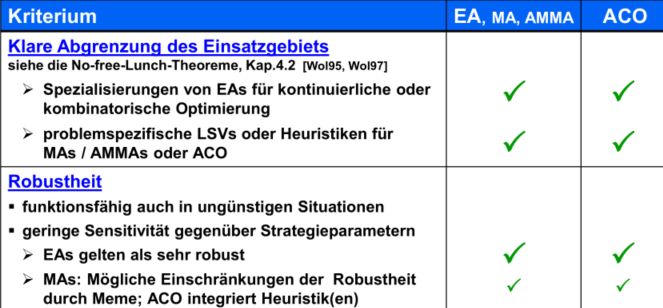 Kriterium EA, MA, AMMA ACO
Klare Abgrenzung des Einsatzgebiets
siehe die No-free-Lunch-Theoreme, Kap.4.2 [Wol95, Wol97]
➢ Spezialisierungen von EAs für kontinuierliche oder
kombinatorische Optimierung ✓ ✓
➢ problemspezifische LSVs oder Heuristiken für
MAs / AMMAs oder ACO ✓ ✓
Robustheit
▪ funktionsfähig auch in ungünstigen Situationen
▪ geringe Sensitivität gegenüber Strategieparametern
➢ EAs gelten als sehr robust ✓ ✓
➢ MAs: Mögliche Einschränkungen der Robustheit
durch Meme; ACO integriert Heuristik(en) ✓ ✓